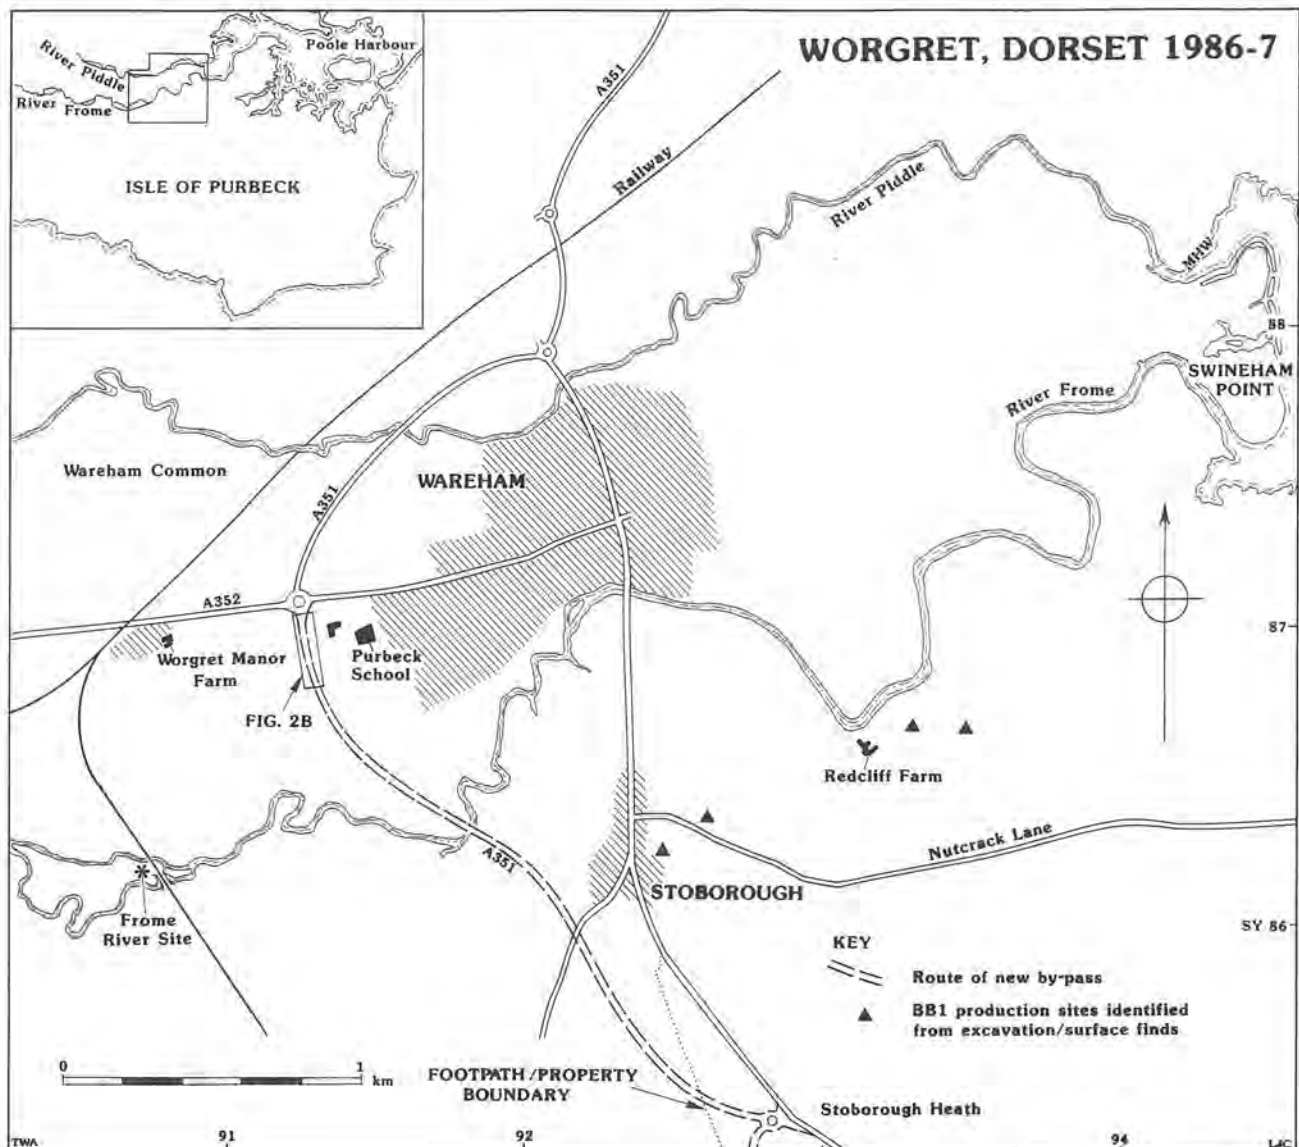 WORGRET, DORSET 1986-7
Poole Harbour
River Piddle
River Frome
ISLE OF PURBECK
A351
Railway
River Piddle
MHW
88
SWINEHAM
POINT
River Frome
Wareham Common
WAREHAM
A351
A352
87
Worgret Manor
Farm
Purbeck
School
FIG. 2B
Redcliff Farm
Nutcrack Lane
A351
STOBOROUGH
Frome
River Site
SY 86
KEY
Route of new by-pass
BB1 production sites identified
from excavation/surface finds
0
1
km
FOOTPATH/PROPERTY
BOUNDARY
Stoborough Heath
TWA
91
92
94